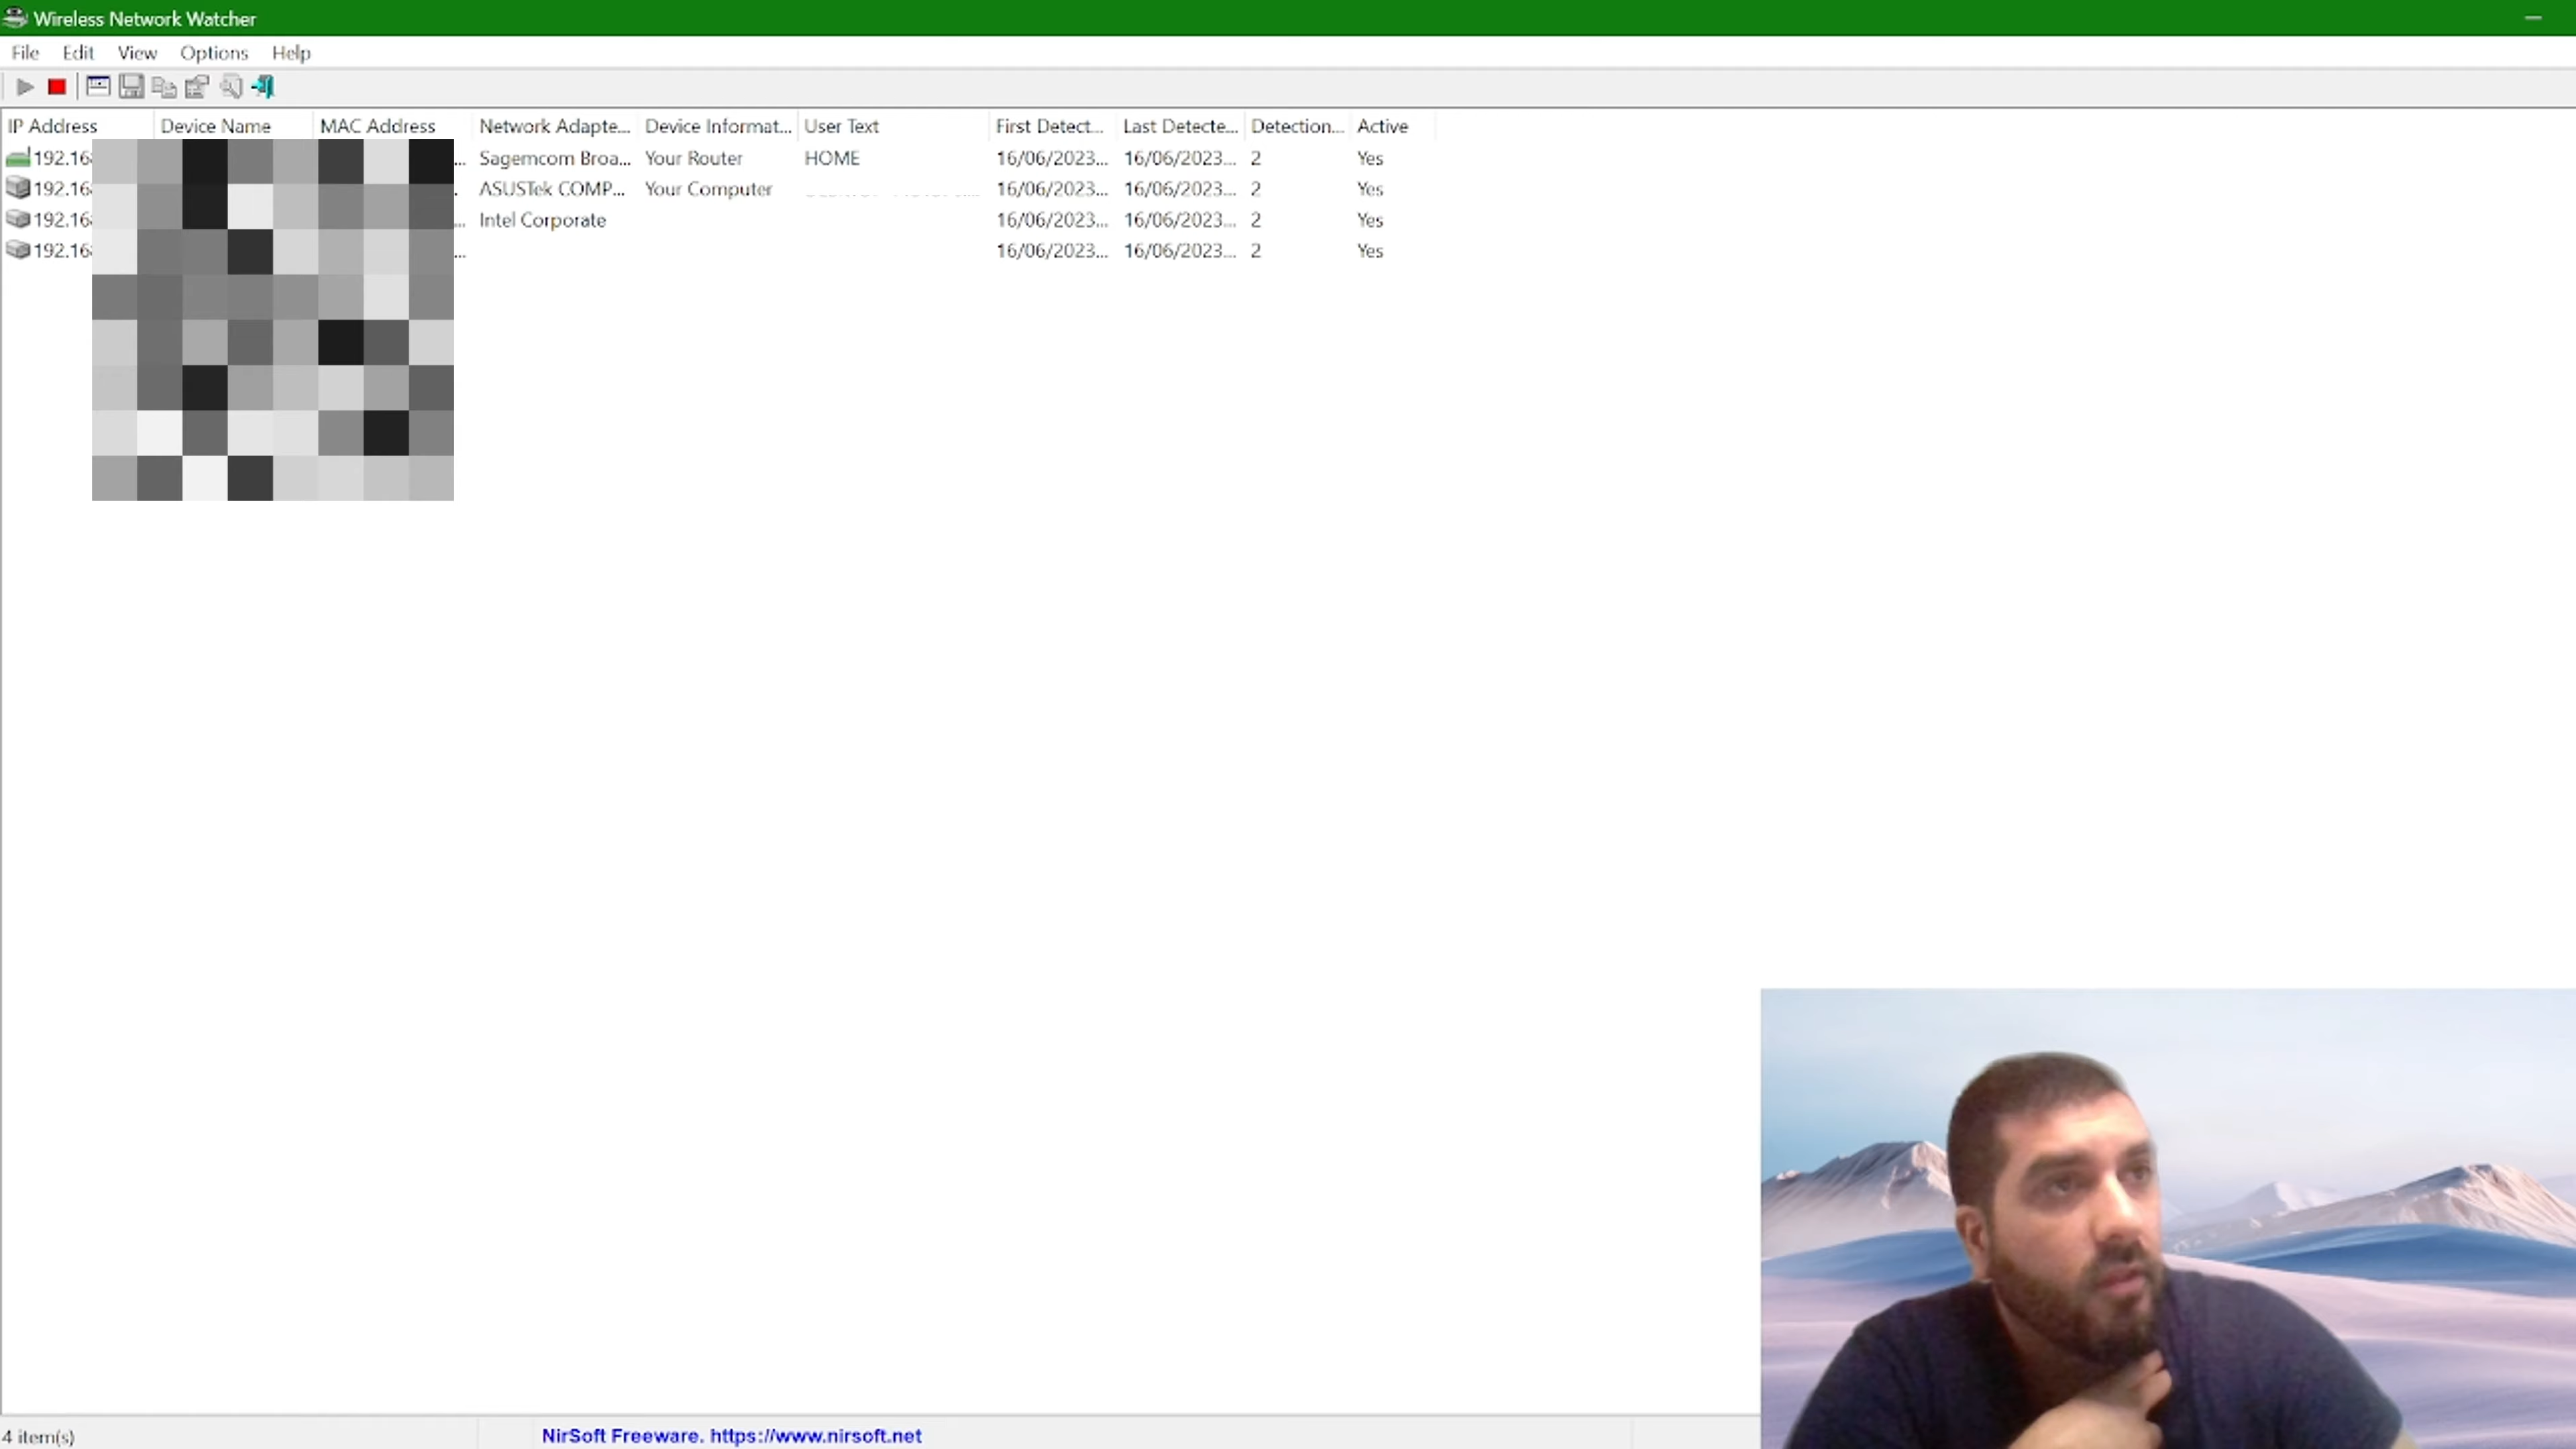 Wireless Network Watcher
File Edit View Options Help
IP Address Device Name MAC Address Network Adapte... Device Informat... User Text First Detect... Last Detecte... Detection... Active
192.16 ... Sagemcom Broa... Your Router HOME 16/06/2023... 16/06/2023... 2 Yes
192.16 . ASUSTek COMP... Your Computer 16/06/2023... 16/06/2023... 2 Yes
192.16 ... Intel Corporate 16/06/2023... 16/06/2023... 2 Yes
192.16 ... 16/06/2023... 16/06/2023... 2 Yes
4 item(s) NirSoft Freeware. https://www.nirsoft.net